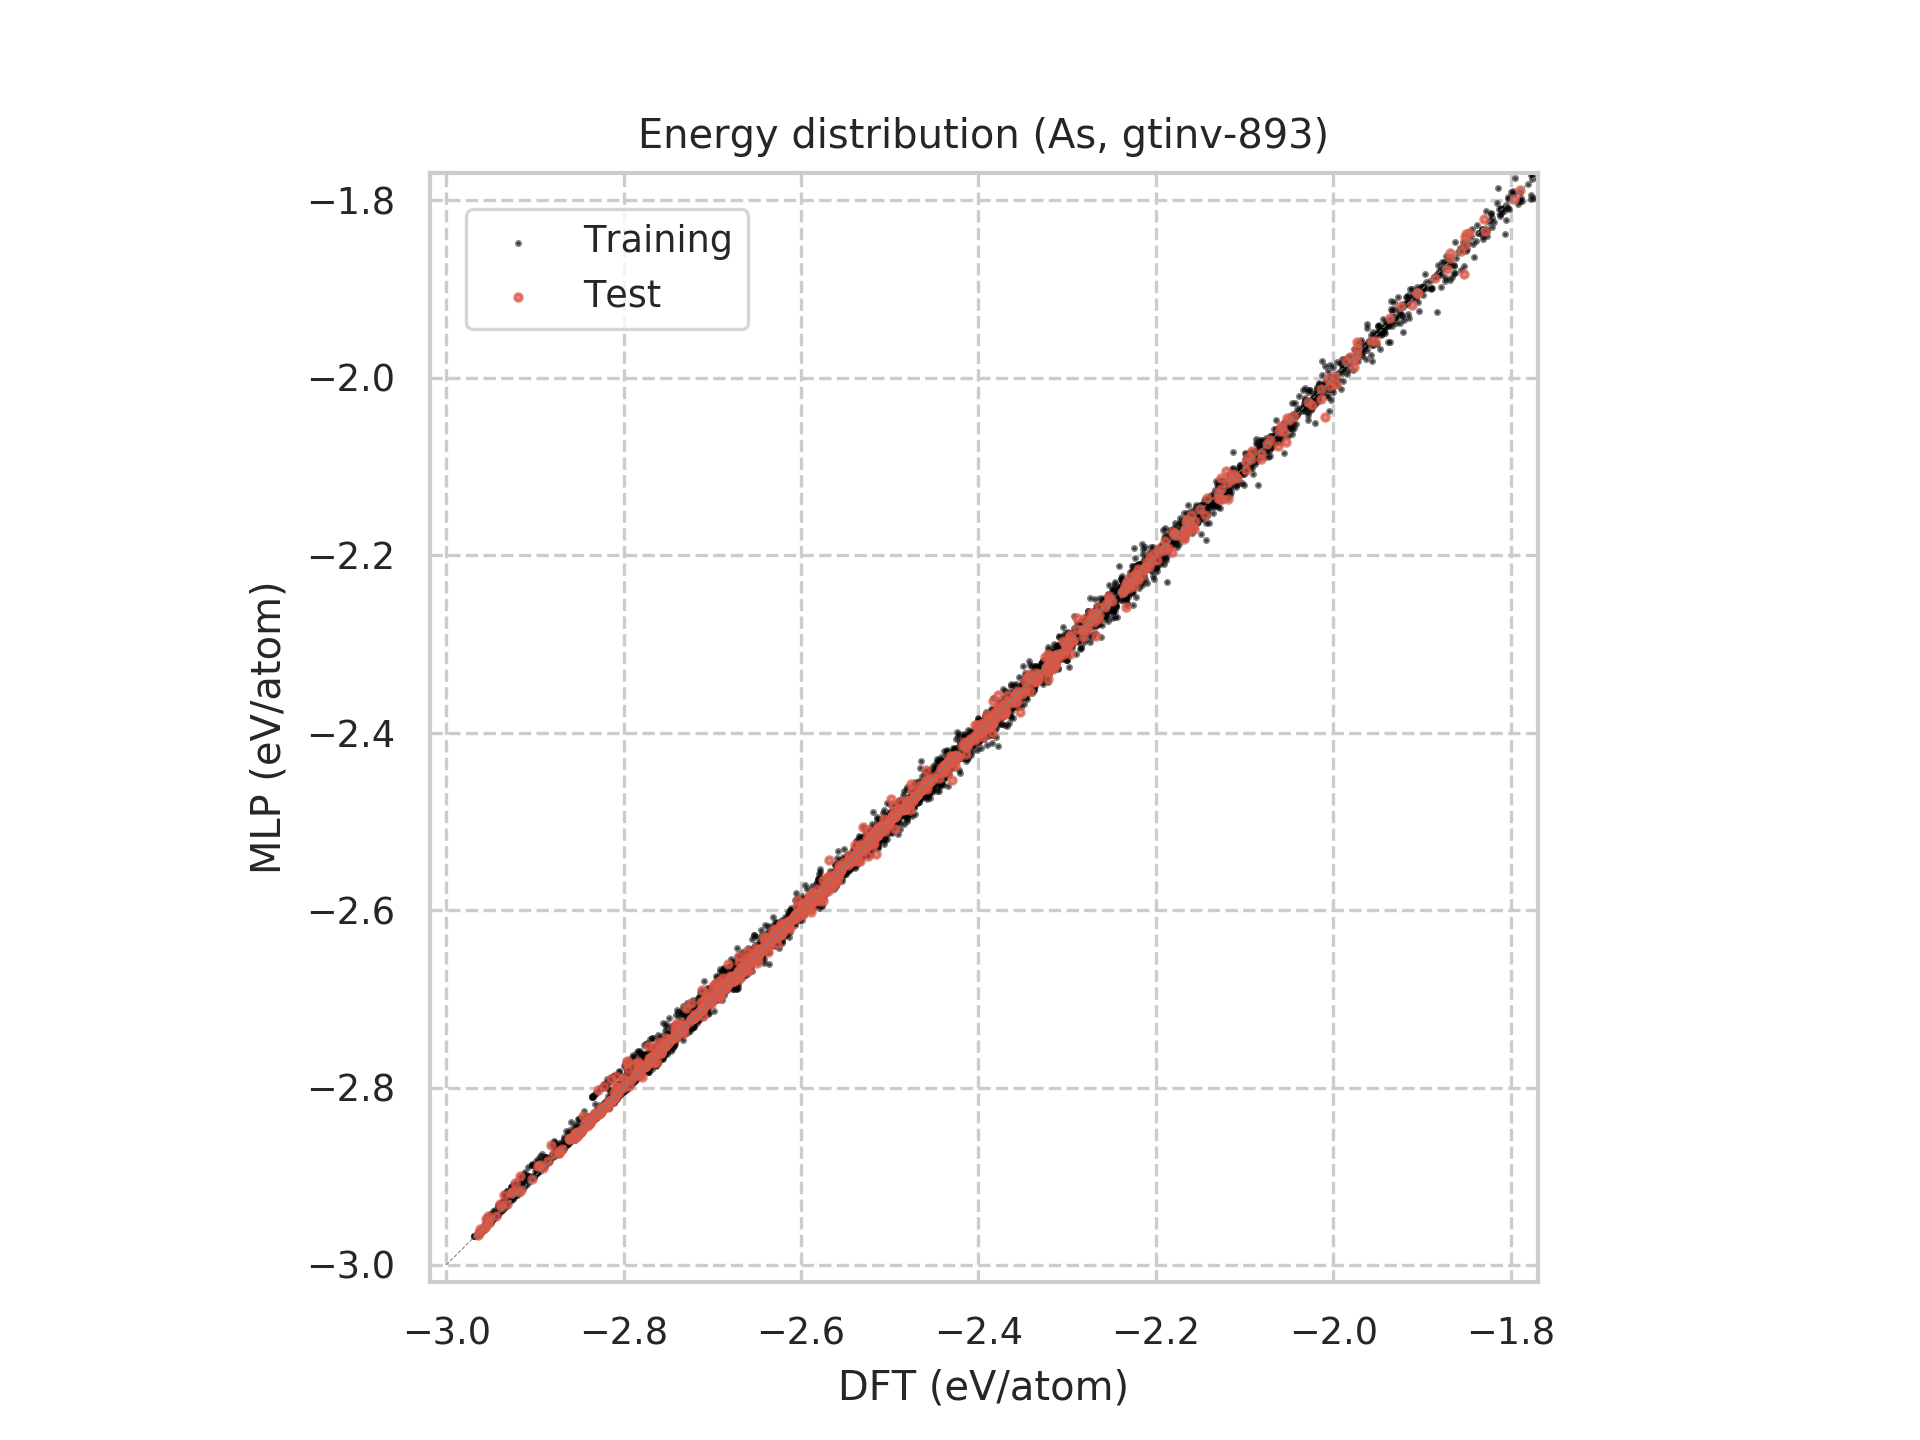 Energy distribution (As, gtinv-893)
Training
Test
MLP (eV/atom)
−1.8
−2.0
−2.2
−2.4
−2.6
−2.8
−3.0
−3.0 −2.8 −2.6 −2.4 −2.2 −2.0 −1.8
DFT (eV/atom)